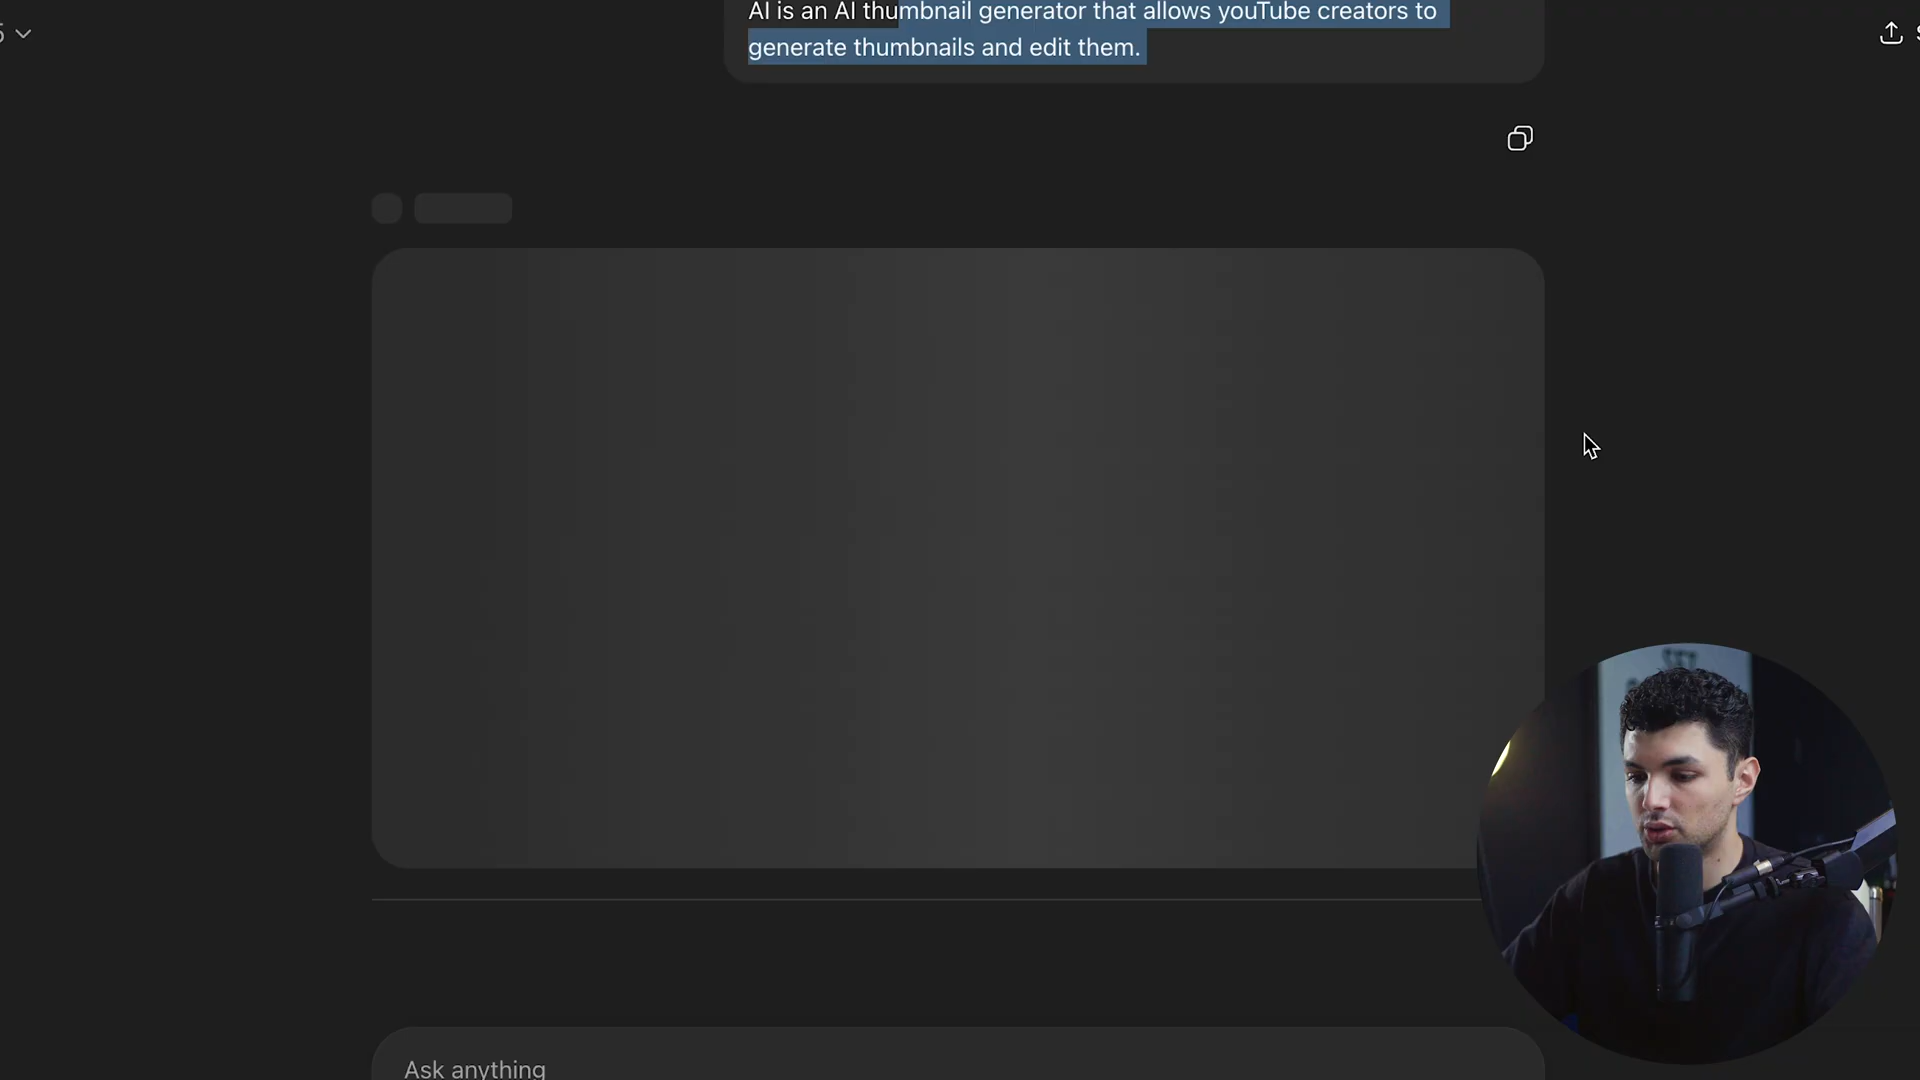 AI is an AI thumbnail generator that allows youTube creators to
generate thumbnails and edit them.
Ask anything